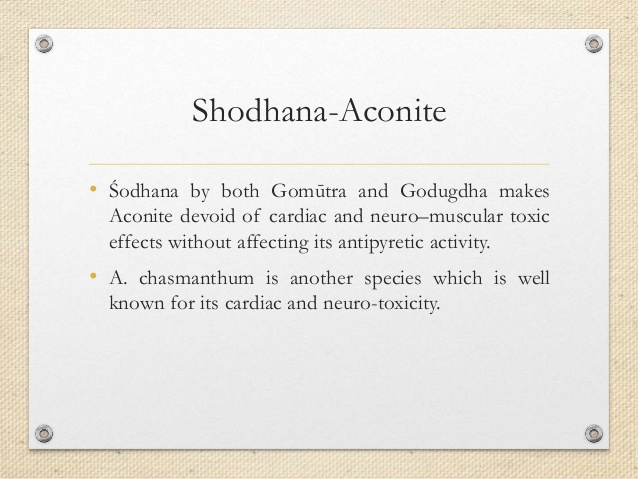 Shodhana-Aconite
• Śodhana by both Gomūtra and Godugdha makes
Aconite devoid of cardiac and neuro–muscular toxic
effects without affecting its antipyretic activity.
• A. chasmanthum is another species which is well
known for its cardiac and neuro-toxicity.